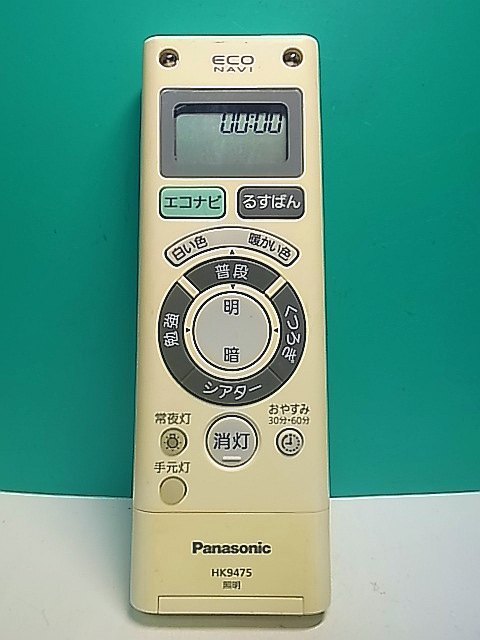 ECO
NAVI
00:00
エコナビ
るすばん
白い色
暖かい色
普段
勉強
明
暗
くつろぎ
シアター
常夜灯
消灯
おやすみ
30分・60分
手元灯
Panasonic
HK9475
照明